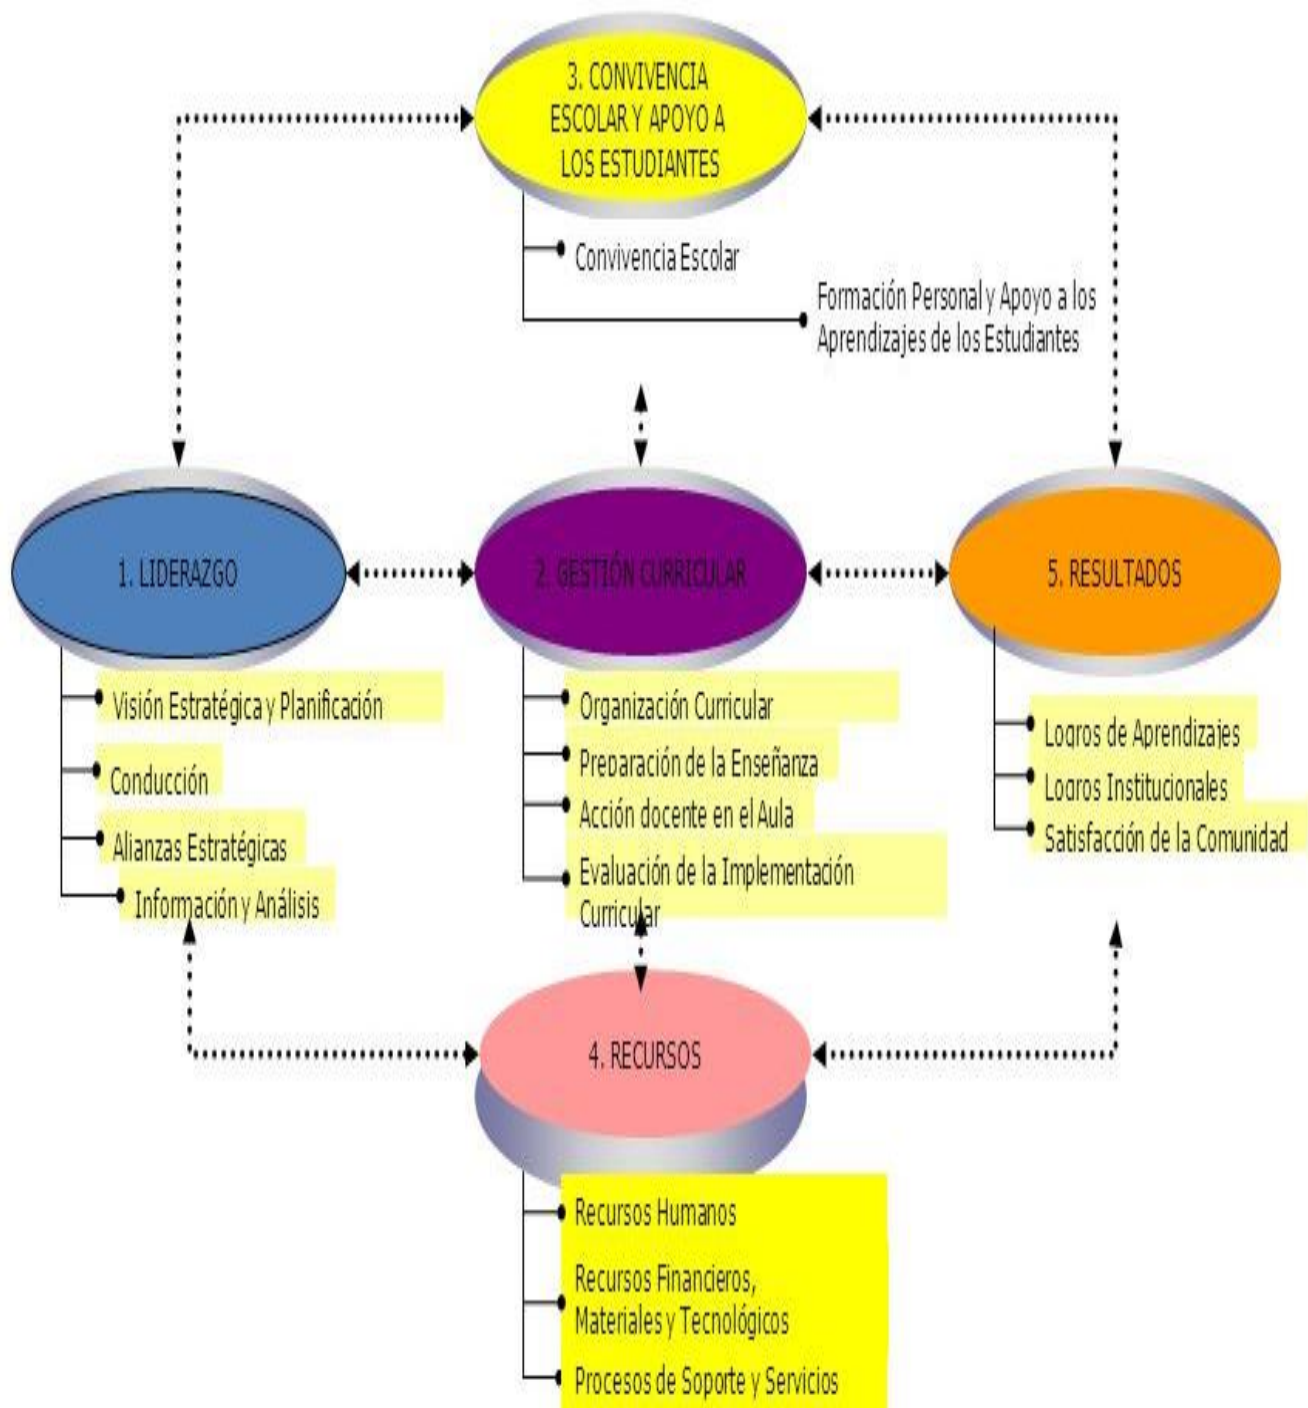 3. CONVIVENCIA
ESCOLAR Y APOYO A
LOS ESTUDIANTES
Convivencia Escolar
Formación Personal y Apoyo a los
Aprendizajes de los Estudiantes
1. LIDERAZGO
2. GESTIÓN CURRICULAR
5. RESULTADOS
Visión Estratégica y Planificación
Conducción
Alianzas Estratégicas
Información y Análisis
Organización Curricular
Preparación de la Enseñanza
Acción docente en el Aula
Evaluación de la Implementación
Curricular
Logros de Aprendizajes
Logros Institucionales
Satisfacción de la Comunidad
4. RECURSOS
Recursos Humanos
Recursos Financieros,
Materiales y Tecnológicos
Procesos de Soporte y Servicios